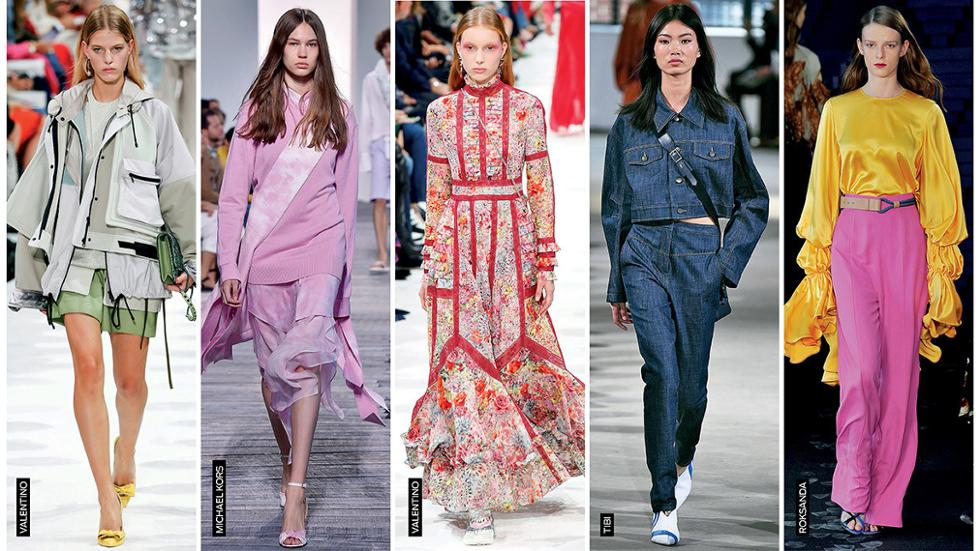 VALENTINO
MICHAEL KORS
VALENTINO
TIBI
ROKSANDA